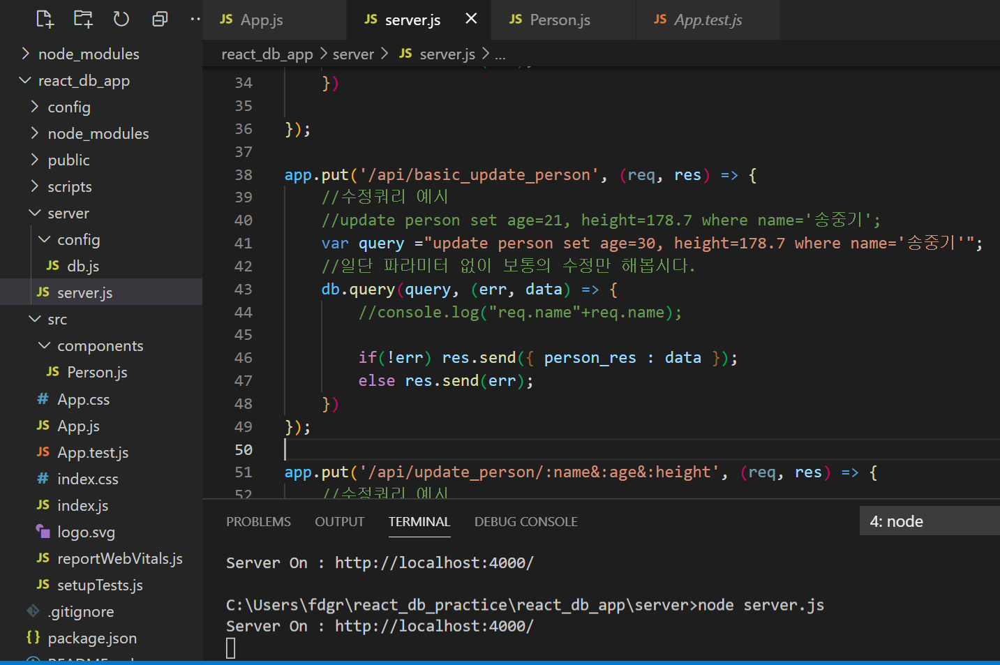 App.js
server.js
Person.js
App.test.js
node_modules
react_db_app
config
node_modules
public
scripts
server
config
db.js
server.js
src
components
Person.js
App.css
App.js
App.test.js
index.css
index.js
logo.svg
reportWebVitals.js
setupTests.js
.gitignore
package.json
react_db_app > server > JS server.js > ...
34 })
35
36 });
37
38 app.put('/api/basic_update_person', (req, res) => {
39 //수정쿼리 예시
40 //update person set age=21, height=178.7 where name='송중기';
41 var query ="update person set age=30, height=178.7 where name='송중기'";
42 //일단 파라미터 없이 보통의 수정만 해봅시다.
43 db.query(query, (err, data) => {
44 //console.log("req.name"+req.name);
45
46 if(!err) res.send({ person_res : data });
47 else res.send(err);
48 })
49 });
50
51 app.put('/api/update_person/:name&:age&:height', (req, res) => {
52 //수정쿼리 예시
PROBLEMS OUTPUT TERMINAL DEBUG CONSOLE
4: node
Server On : http://localhost:4000/
C:\Users\fdgr\react_db_practice\react_db_app\server>node server.js
Server On : http://localhost:4000/